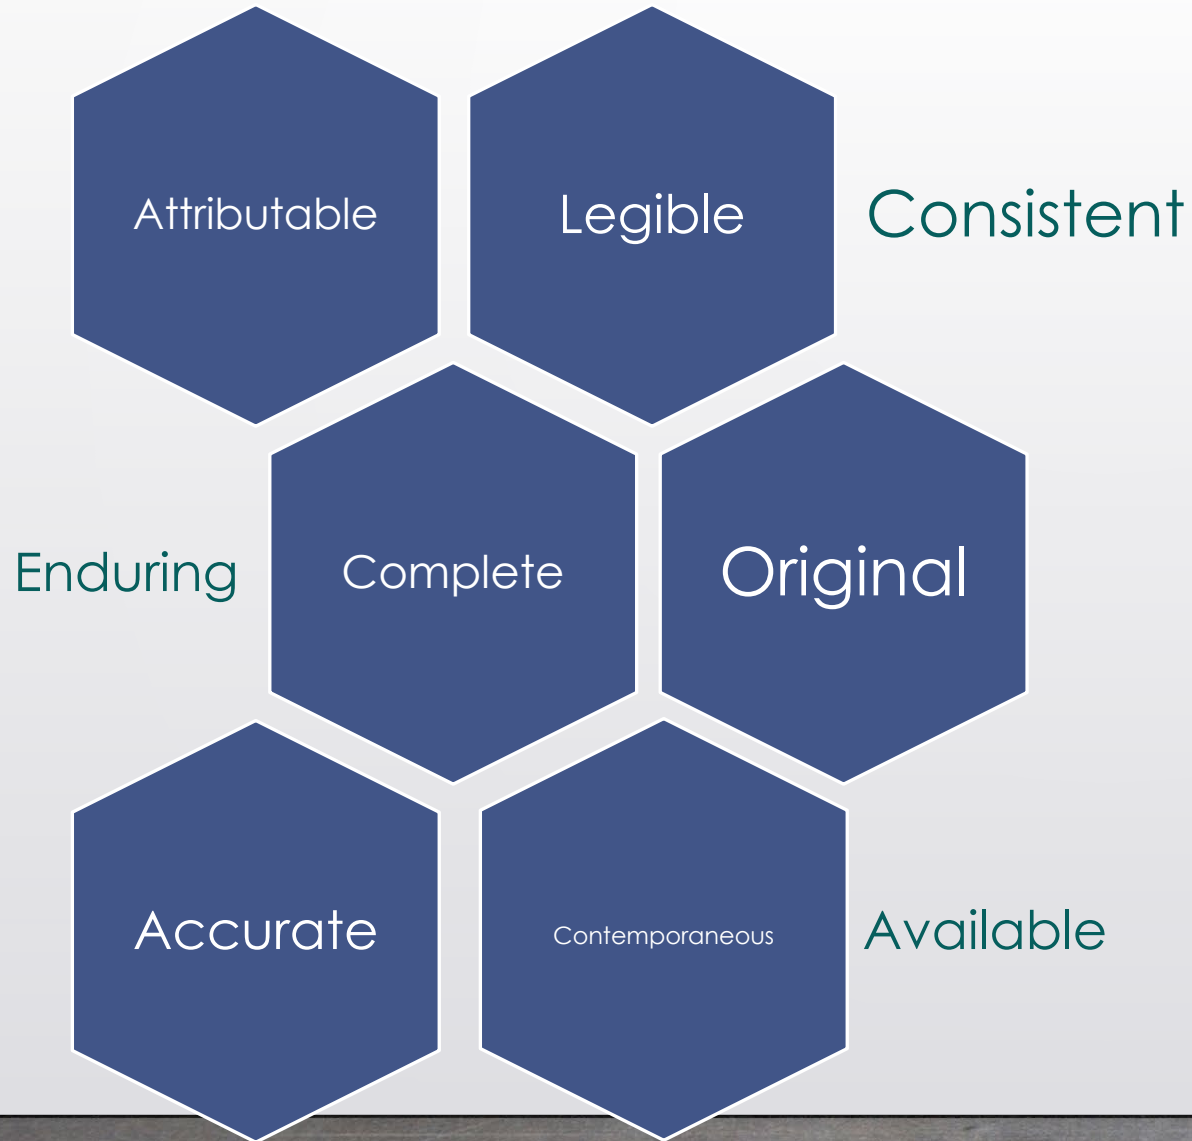 Attributable
Legible
Consistent
Enduring
Complete
Original
Accurate
Contemporaneous
Available